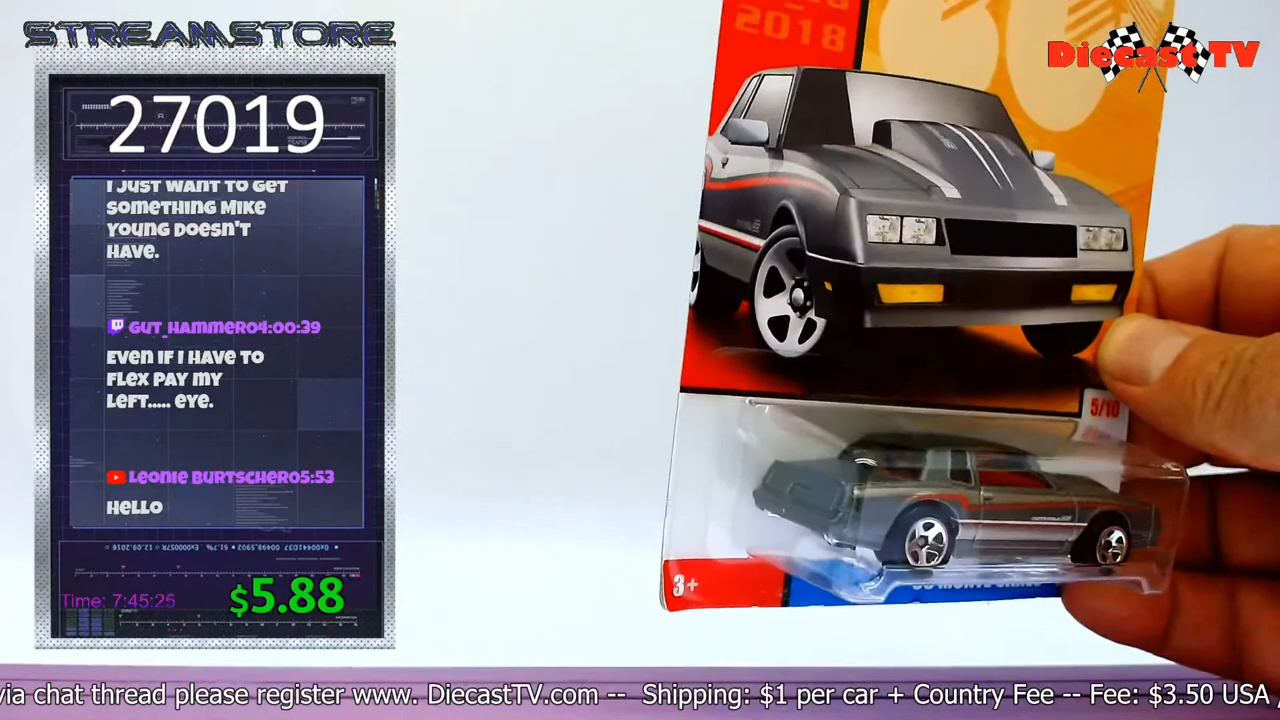 STREAMSTORE
27019
I just want to get
something Mike
Young doesn't
have.
Gut_Hammer04:00:39
Even if I have to
flex pay my
left..... eye.
Leonie Burtscher05:53
Hello
Time: 7:45:25
$5.88
2018
Diecast TV
5/10
3+
via chat thread please register www. DiecastTV.com -- Shipping: $1 per car + Country Fee -- Fee: $3.50 USA